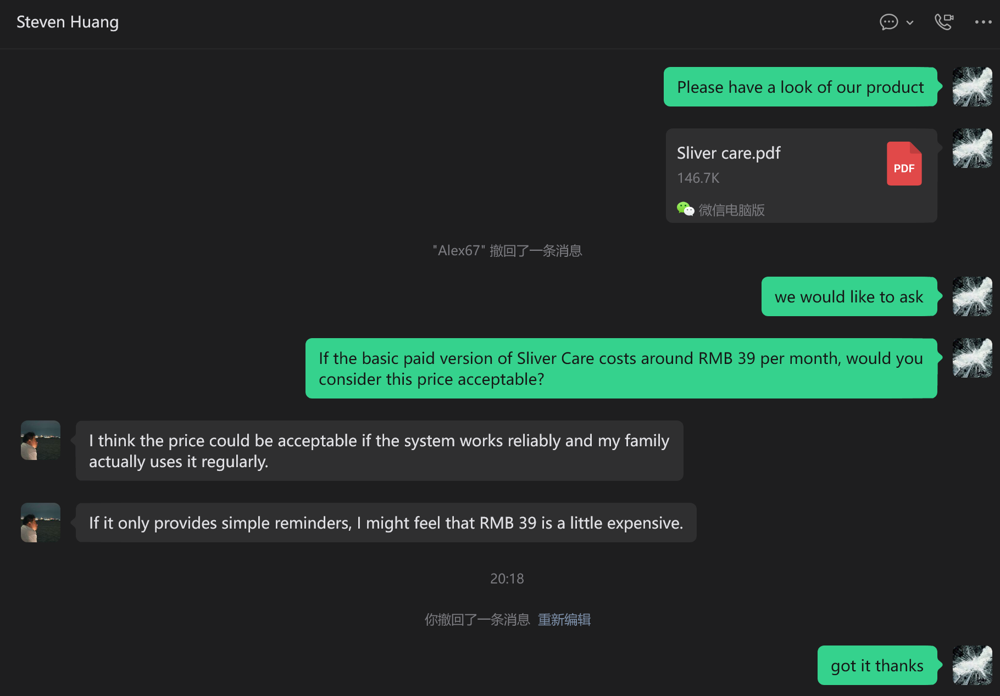 Steven Huang
Please have a look of our product
Sliver care.pdf
146.7K
PDF
微信电脑版
"Alex67" 撤回了一条消息
we would like to ask
If the basic paid version of Sliver Care costs around RMB 39 per month, would you
consider this price acceptable?
I think the price could be acceptable if the system works reliably and my family
actually uses it regularly.
If it only provides simple reminders, I might feel that RMB 39 is a little expensive.
20:18
你撤回了一条消息 重新编辑
got it thanks